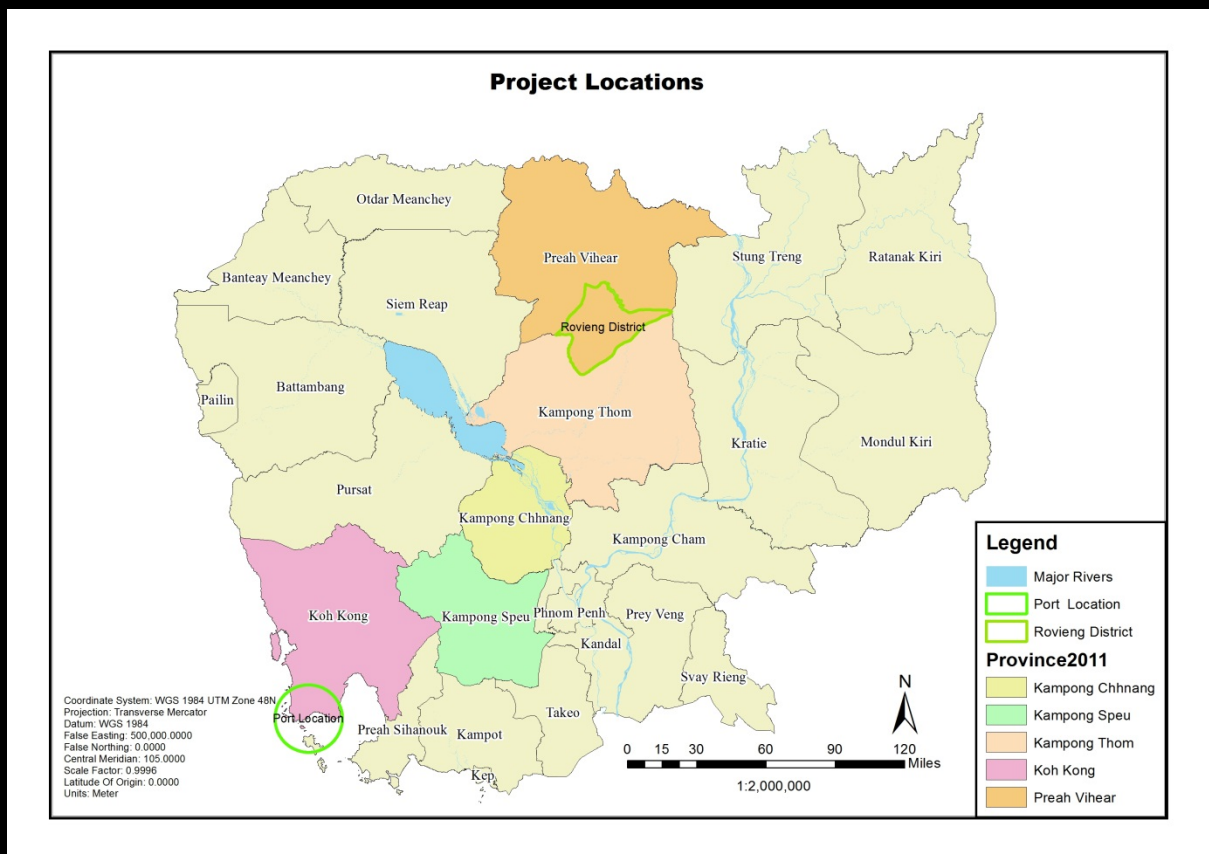 Project Locations
Otdar Meanchey
Preah Vihear
Stung Treng
Ratanak Kiri
Banteay Meanchey
Siem Reap
Rovieng District
Battambang
Pailin
Kampong Thom
Kratie
Mondul Kiri
Pursat
Kampong Chhnang
Kampong Cham
Koh Kong
Kampong Speu
Phnom Penh
Prey Veng
Kandal
Svay Rieng
Takeo
Port Location
Preah Sihanouk
Kampot
Kep
Coordinate System: WGS 1984 UTM Zone 48N
Projection: Transverse Mercator
Datum: WGS 1984
False Easting: 500,000.0000
False Northing: 0.0000
Central Meridian: 105.0000
Scale Factor: 0.9996
Latitude Of Origin: 0.0000
Units: Meter
N
0 15 30 60 90 120
Miles
1:2,000,000
Legend
Major Rivers
Port Location
Rovieng District
Province2011
Kampong Chhnang
Kampong Speu
Kampong Thom
Koh Kong
Preah Vihear